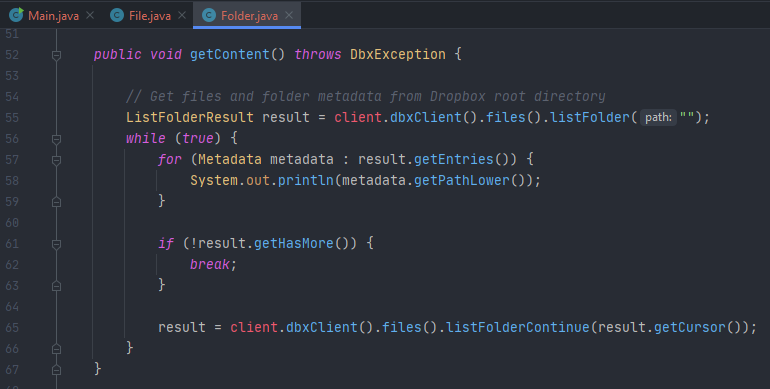 Main.java File.java Folder.java
51
52 public void getContent() throws DbxException {
53
54 // Get files and folder metadata from Dropbox root directory
55 ListFolderResult result = client.dbxClient().files().listFolder( path: "");
56 while (true) {
57 for (Metadata metadata : result.getEntries()) {
58 System.out.println(metadata.getPathLower());
59 }
60
61 if (!result.getHasMore()) {
62 break;
63 }
64
65 result = client.dbxClient().files().listFolderContinue(result.getCursor());
66 }
67 }